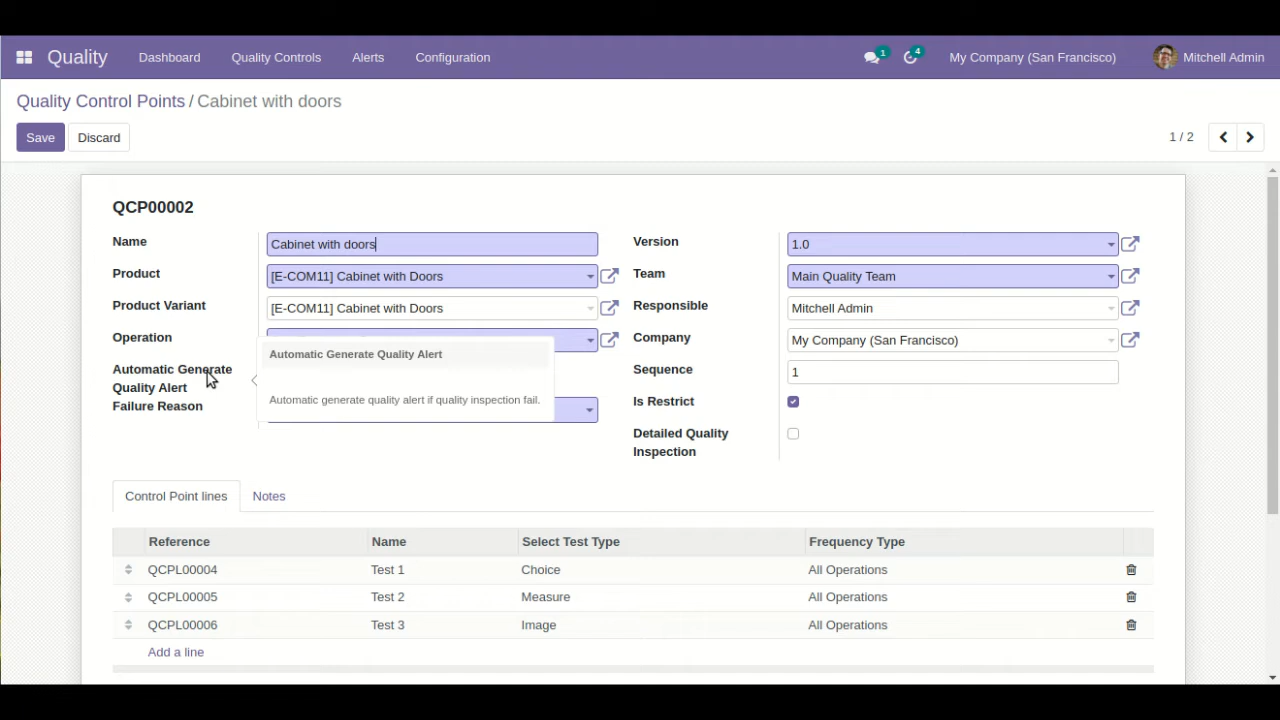 Quality Dashboard Quality Controls Alerts Configuration 1 4 My Company (San Francisco) Mitchell Admin
Quality Control Points / Cabinet with doors
Save Discard 1 / 2
QCP00002
Name Cabinet with doors Version 1.0
Product [E-COM11] Cabinet with Doors Team Main Quality Team
Product Variant [E-COM11] Cabinet with Doors Responsible Mitchell Admin
Operation Company My Company (San Francisco)
Automatic Generate Quality Alert
Automatic Generate Sequence 1
Quality Alert
Automatic generate quality alert if quality inspection fail.
Failure Reason Is Restrict
Detailed Quality
Inspection
Control Point lines Notes
Reference Name Select Test Type Frequency Type
QCPL00004 Test 1 Choice All Operations
QCPL00005 Test 2 Measure All Operations
QCPL00006 Test 3 Image All Operations
Add a line